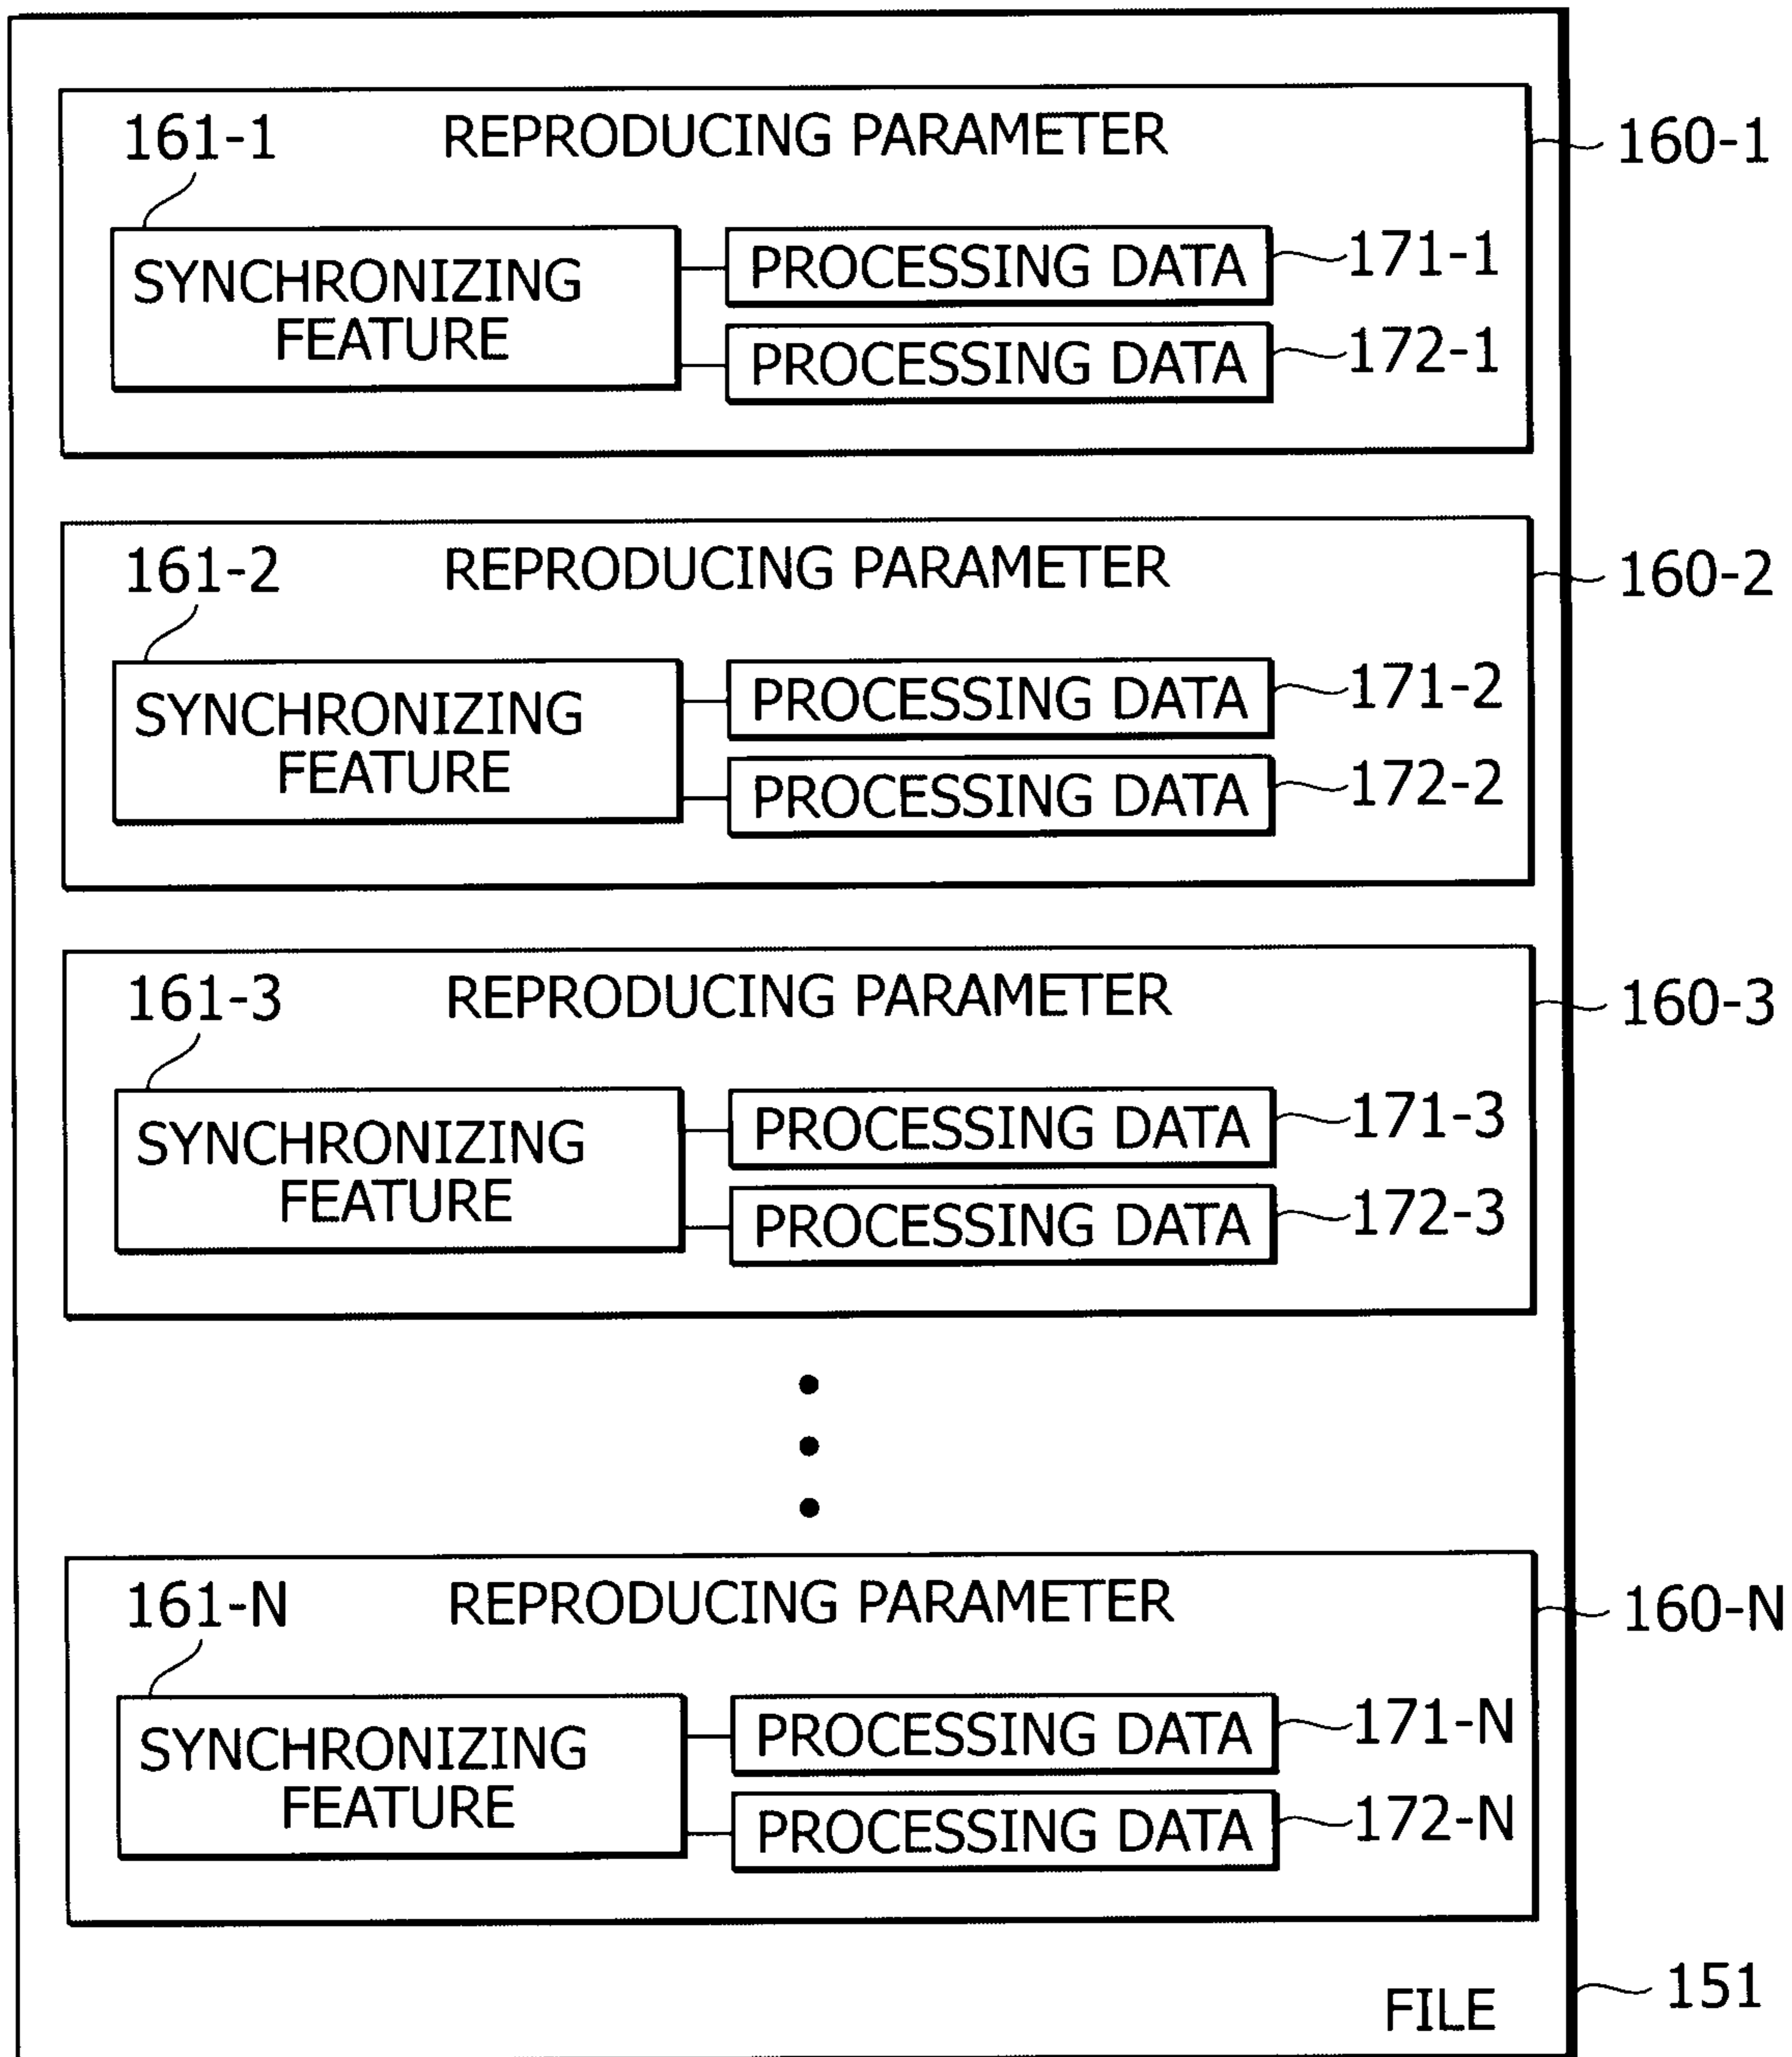 161-1 REPRODUCING PARAMETER 160-1
SYNCHRONIZING
FEATURE
PROCESSING DATA 171-1
PROCESSING DATA 172-1
161-2 REPRODUCING PARAMETER 160-2
SYNCHRONIZING
FEATURE
PROCESSING DATA 171-2
PROCESSING DATA 172-2
161-3 REPRODUCING PARAMETER 160-3
SYNCHRONIZING
FEATURE
PROCESSING DATA 171-3
PROCESSING DATA 172-3
161-N REPRODUCING PARAMETER 160-N
SYNCHRONIZING
FEATURE
PROCESSING DATA 171-N
PROCESSING DATA 172-N
FILE 151